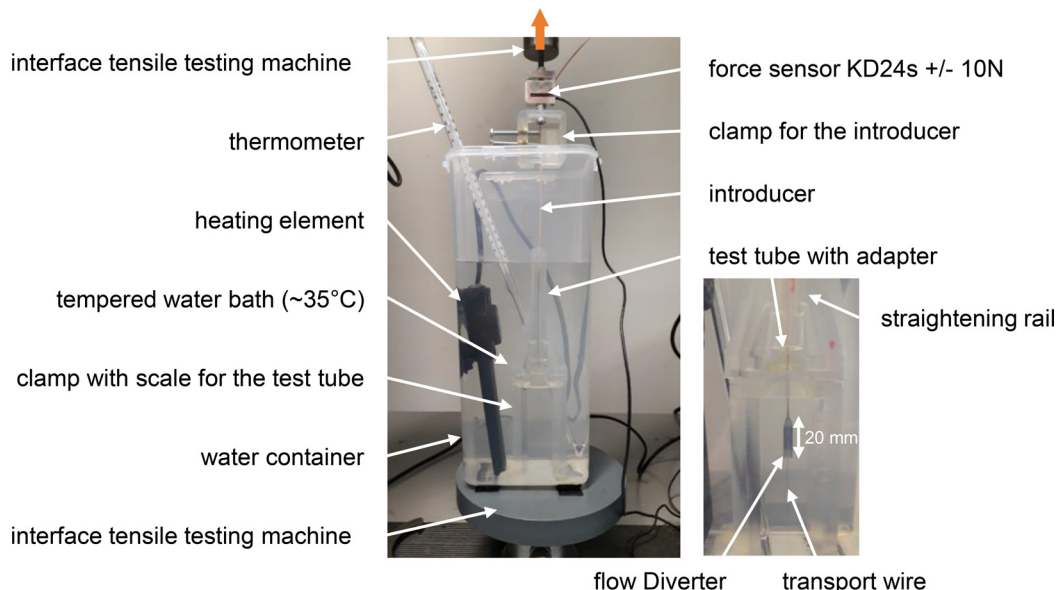 interface tensile testing machine
thermometer
heating element
tempered water bath (~35°C)
clamp with scale for the test tube
water container
interface tensile testing machine
force sensor KD24s +/- 10N
clamp for the introducer
introducer
test tube with adapter
straightening rail
20 mm
flow Diverter
transport wire